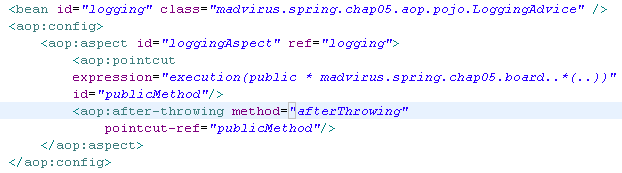 <bean id="logging" class="madvirus.spring.chap05.aop.pojo.LoggingAdvice" />
<aop:config>
<aop:aspect id="loggingAspect" ref="logging">
<aop:pointcut
expression="execution(public * madvirus.spring.chap05.board..*(..))"
id="publicMethod"/>
<aop:after-throwing method="afterThrowing"
pointcut-ref="publicMethod"/>
</aop:aspect>
</aop:config>